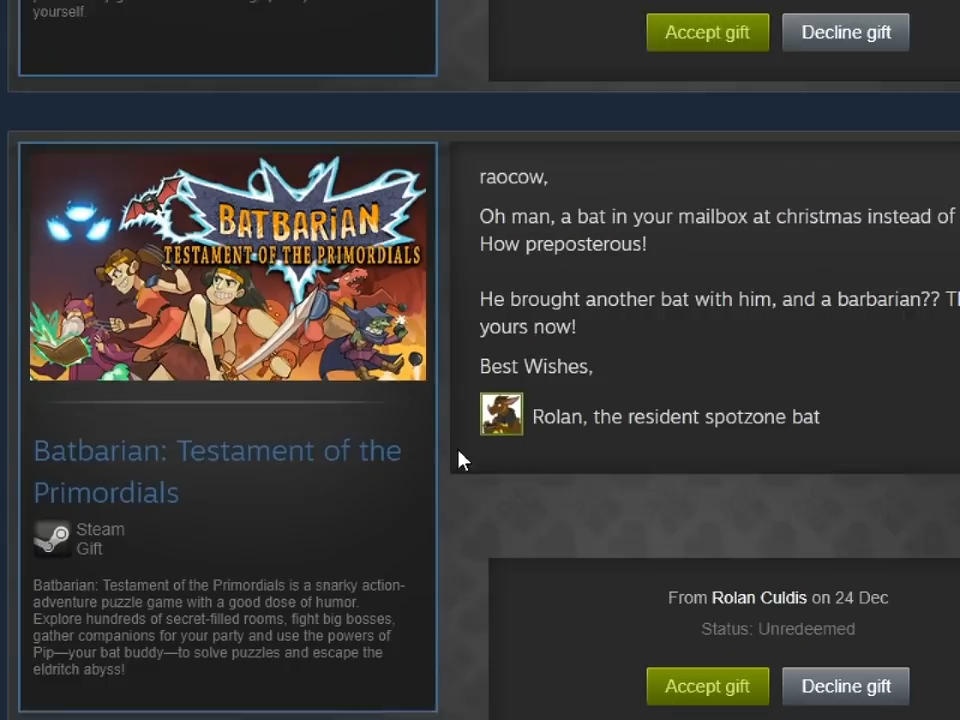 yourself.
Accept gift
Decline gift
BATBARIAN
TESTAMENT OF THE PRIMORDIALS
raocow,
Oh man, a bat in your mailbox at christmas instead of
How preposterous!
He brought another bat with him, and a barbarian??
yours now!
Best Wishes,
Rolan, the resident spotzone bat
Batbarian: Testament of the
Primordials
Steam
Gift
Batbarian: Testament of the Primordials is a snarky action-
adventure puzzle game with a good dose of humor.
Explore hundreds of secret-filled rooms, fight big bosses,
gather companions for your party and use the powers of
Pip—your bat buddy—to solve puzzles and escape the
eldritch abyss!
From Rolan Culdis on 24 Dec
Status: Unredeemed
Accept gift
Decline gift